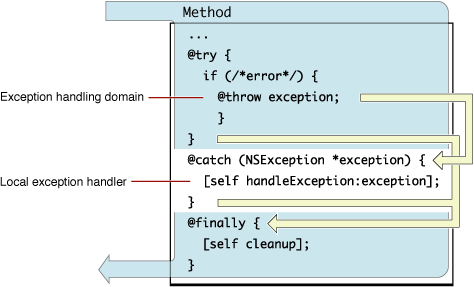 Method
...
@try {
if (/*error*/) {
Exception handling domain
@throw exception;
}
}
@catch (NSException *exception) {
Local exception handler
[self handleException:exception];
}
@finally {
[self cleanup];
}